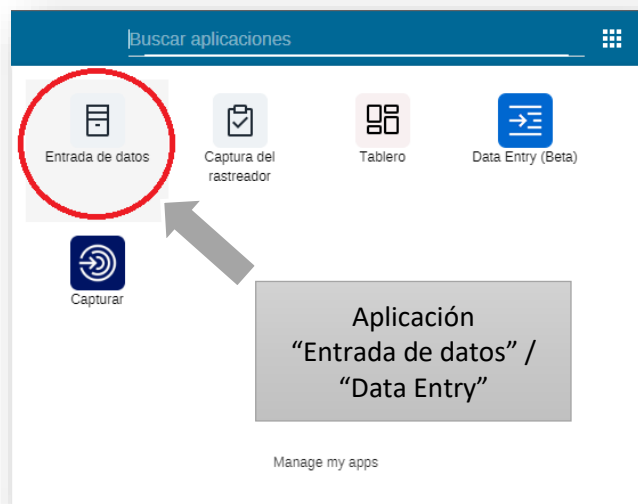 Buscar aplicaciones
Entrada de datos
Captura del
rastreador
Tablero
Data Entry (Beta)
Capturar
Aplicación
“Entrada de datos” /
“Data Entry”
Manage my apps